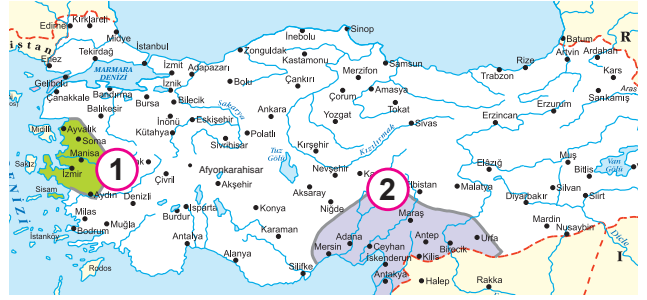 Kırklareli
Edirne
istan
Midye
İstanbul
Tekirdağ
Enez
MARMARA
DENİZİ
Gelibolu
Çanakkale
Bandırma
Balıkesir
Bursa
İzmit
Adapazarı
İznik
Bilecik
İnönü
Kütahya
Eskişehir
Sakarya
Sivrihisar
Polatlı
Zonguldak
Bolu
İnebolu
Kastamonu
Çankırı
Ankara
Sinop
Merzifon
Samsun
Çorum
Amasya
Tokat
Yozgat
Sivas
Kızılırmak
Kırşehir
Nevşehir
Tuz
Gölü
Aksaray
Niğde
Trabzon
Rize
Batum
Artvin
Ardahan
Kars
Sarıkamış
Aras
Erzurum
Erzincan
R
Elâzığ
Malatya
Muş
Bitlis
Van
Gölü
Silvan
Siirt
Diyarbakır
Mardin
Nusaybin
Dicle
I
Ayvalık
Soma
Manisa
İzmir
Aydın
1
Sakız
Sisam
NİZİ
Milas
Muğla
Bodrum
İstanköy
Rodos
Denizli
Çivril
Afyonkarahisar
Akşehir
Isparta
Burdur
Antalya
Alanya
Konya
Karaman
Silifke
2
Elbistan
Maraş
Adana
Mersin
Ceyhan
İskenderun
Antakya
Antep
Kilis
Birecik
Urfa
Halep
Rakka